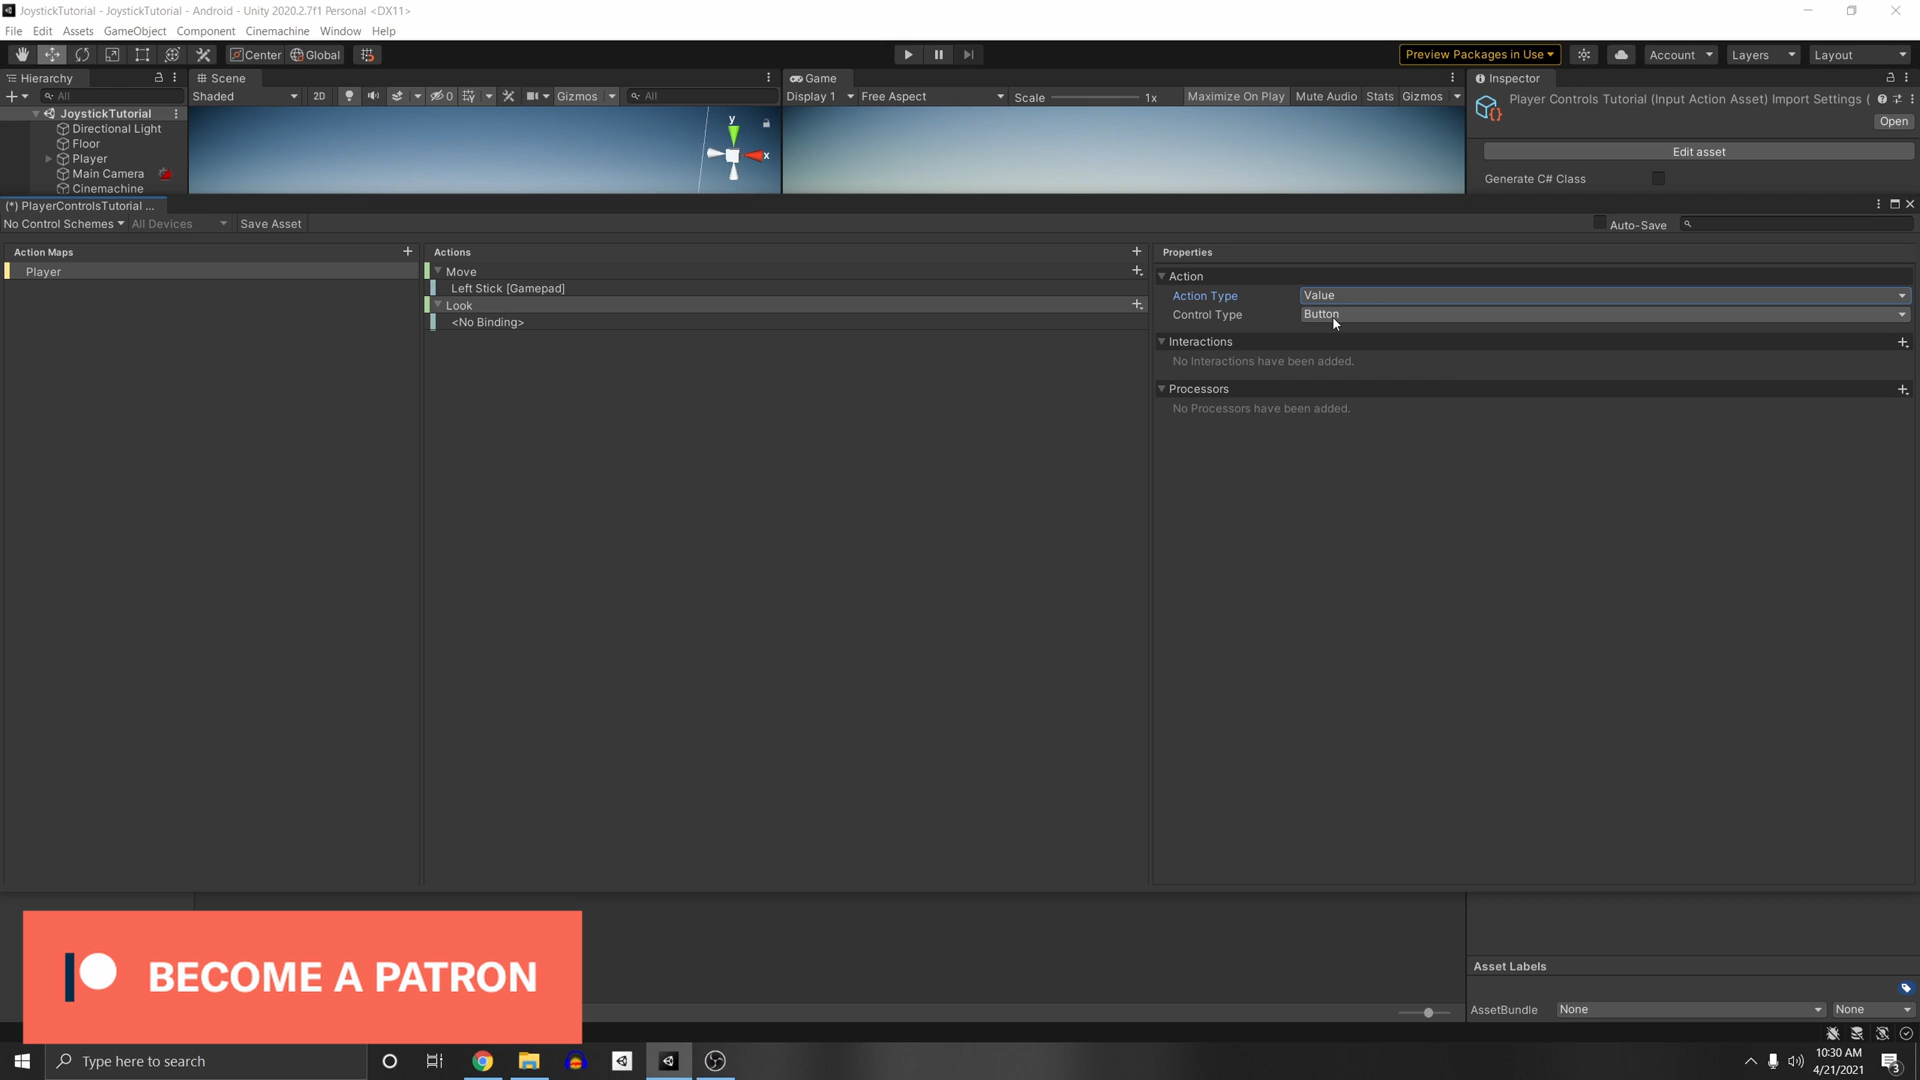 JoystickTutorial - JoystickTutorial - Android - Unity 2020.2.7f1 Personal <DX11>
File Edit Assets GameObject Component Cinemachine Window Help
Center Global
Preview Packages in Use Account Layers Layout
Hierarchy
All
JoystickTutorial
Directional Light
Floor
Player
Main Camera
Cinemachine
Scene
Shaded 2D 0 Gizmos All
y
x
Game
Display 1 Free Aspect Scale 1x Maximize On Play Mute Audio Stats Gizmos
Inspector
Player Controls Tutorial (Input Action Asset) Import Settings (
Open
Edit asset
Generate C# Class
(*) PlayerControlsTutorial ...
No Control Schemes All Devices Save Asset Auto-Save
Action Maps
Player
Actions
Move
Left Stick [Gamepad]
Look
<No Binding>
Properties
Action
Action Type Value
Control Type Button
Interactions
No Interactions have been added.
Processors
No Processors have been added.
BECOME A PATRON
Asset Labels
AssetBundle None None
Type here to search
10:30 AM
4/21/2021
3